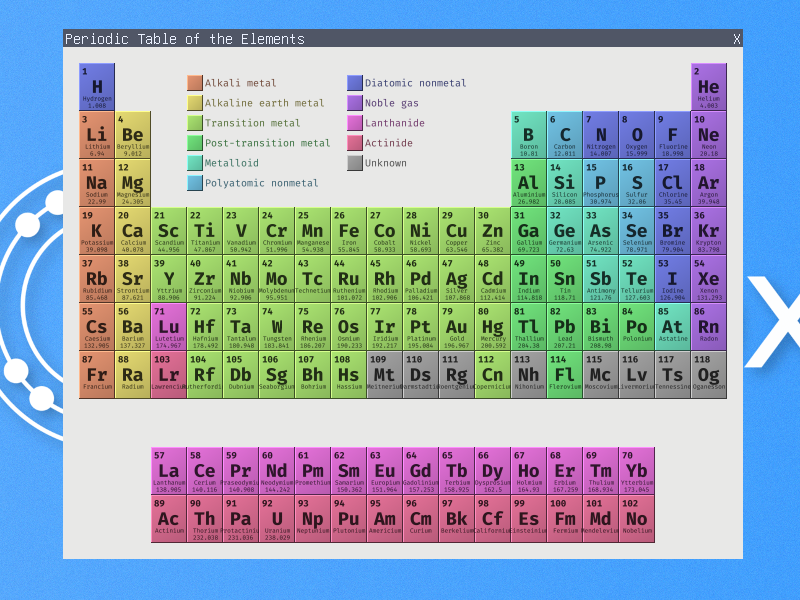 Periodic Table of the Elements X
1 2
H He
Hydrogen Helium
1.008 4.003
Alkali metal Diatomic nonmetal
Alkaline earth metal Noble gas
Transition metal Lanthanide
Post-transition metal Actinide
Metalloid Unknown
Polyatomic nonmetal
3 4 5 6 7 8 9 10
Li Be B C N O F Ne
Lithium Beryllium Boron Carbon Nitrogen Oxygen Fluorine Neon
6.94 9.012 10.81 12.011 14.007 15.999 18.998 20.18
11 12 13 14 15 16 17 18
Na Mg Al Si P S Cl Ar
Sodium Magnesium Aluminium Silicon Phosphorus Sulfur Chlorine Argon
22.99 24.305 26.982 28.085 30.974 32.06 35.45 39.948
19 20 21 22 23 24 25 26 27 28 29 30 31 32 33 34 35 36
K Ca Sc Ti V Cr Mn Fe Co Ni Cu Zn Ga Ge As Se Br Kr
Potassium Calcium Scandium Titanium Vanadium Chromium Manganese Iron Cobalt Nickel Copper Zinc Gallium Germanium Arsenic Selenium Bromine Krypton
39.098 40.078 44.956 47.867 50.942 51.996 54.938 55.845 58.933 58.693 63.546 65.382 69.723 72.63 74.922 78.971 79.904 83.798
37 38 39 40 41 42 43 44 45 46 47 48 49 50 51 52 53 54
Rb Sr Y Zr Nb Mo Tc Ru Rh Pd Ag Cd In Sn Sb Te I Xe
Rubidium Strontium Yttrium Zirconium Niobium Molybdenum Technetium Ruthenium Rhodium Palladium Silver Cadmium Indium Tin Antimony Tellurium Iodine Xenon
85.468 87.621 88.906 91.224 92.906 95.951 101.072 102.906 106.421 107.868 112.414 114.818 118.71 121.76 127.603 126.904 131.293
55 56 71 72 73 74 75 76 77 78 79 80 81 82 83 84 85 86
Cs Ba Lu Hf Ta W Re Os Ir Pt Au Hg Tl Pb Bi Po At Rn
Caesium Barium Lutetium Hafnium Tantalum Tungsten Rhenium Osmium Iridium Platinum Gold Mercury Thallium Lead Bismuth Polonium Astatine Radon
132.905 137.327 174.967 178.492 180.948 183.841 186.207 190.233 192.217 195.084 196.967 200.592 204.38 207.21 208.98
87 88 103 104 105 106 107 108 109 110 111 112 113 114 115 116 117 118
Fr Ra Lr Rf Db Sg Bh Hs Mt Ds Rg Cn Nh Fl Mc Lv Ts Og
Francium Radium Lawrenciu Rutherfordi Dubnium Seaborgiu Bohrium Hassium Meitneriu Darmstadtiu Roentgeniu Coperniciu Nihonium Flerovium Moscoviu Livermoriu Tennessine Oganesson
57 58 59 60 61 62 63 64 65 66 67 68 69 70
La Ce Pr Nd Pm Sm Eu Gd Tb Dy Ho Er Tm Yb
Lanthanum Cerium Praseodymiu Neodymium Promethium Samarium Europium Gadolinium Terbium Dysprosium Holmium Erbium Thulium Ytterbium
138.905 140.116 140.908 144.242 150.362 151.964 157.253 158.925 162.5 164.93 167.259 168.934 173.045
89 90 91 92 93 94 95 96 97 98 99 100 101 102
Ac Th Pa U Np Pu Am Cm Bk Cf Es Fm Md No
Actinium Thorium Protactiniu Uranium Neptunium Plutonium Americium Curium Berkelium Californiu Einsteiniu Fermium Mendeleviu Nobelium
232.038 231.036 238.029